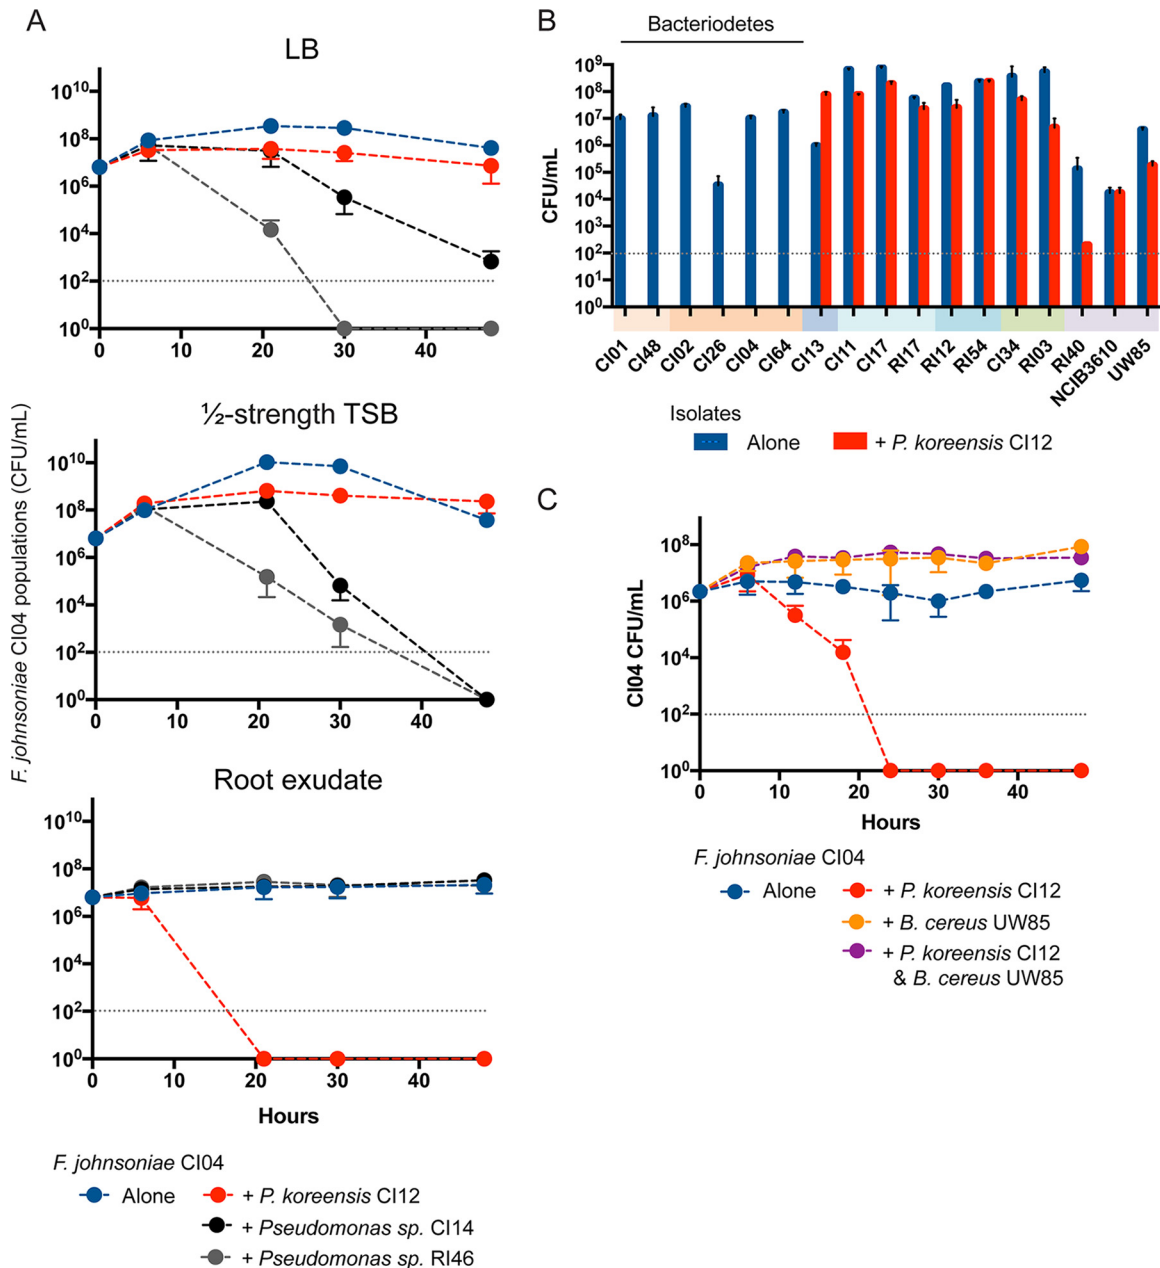 A
LB
10^10
10^8
10^6
10^4
10^2
10^0
0 20 30 40
½-strength TSB
10^10
10^8
10^6
10^4
10^2
10^0
0 10 20 30 40
F. johnsoniae CI04 populations (CFU/mL)
Root exudate
10^10
10^8
10^6
10^4
10^2
10^0
0 10 20 30 40
Hours
F. johnsoniae CI04
Alone
+ P. koreensis CI12
+ Pseudomonas sp. CI14
+ Pseudomonas sp. RI46
B
Bacteriodetes
CFU/mL
10^9
10^8
10^7
10^6
10^5
10^4
10^3
10^2
10^1
10^0
CI01 CI48 CI02 CI26 CI04 CI64 CI13 CI11 CI17 RI17 RI12 RI54 CI34 RI03 RI40 NCIB3610 UW85
Isolates
Alone + P. koreensis CI12
C
CI04 CFU/mL
10^8
10^6
10^4
10^2
10^0
0 10 20 30 40
Hours
F. johnsoniae CI04
Alone
+ P. koreensis CI12
+ B. cereus UW85
+ P. koreensis CI12
& B. cereus UW85